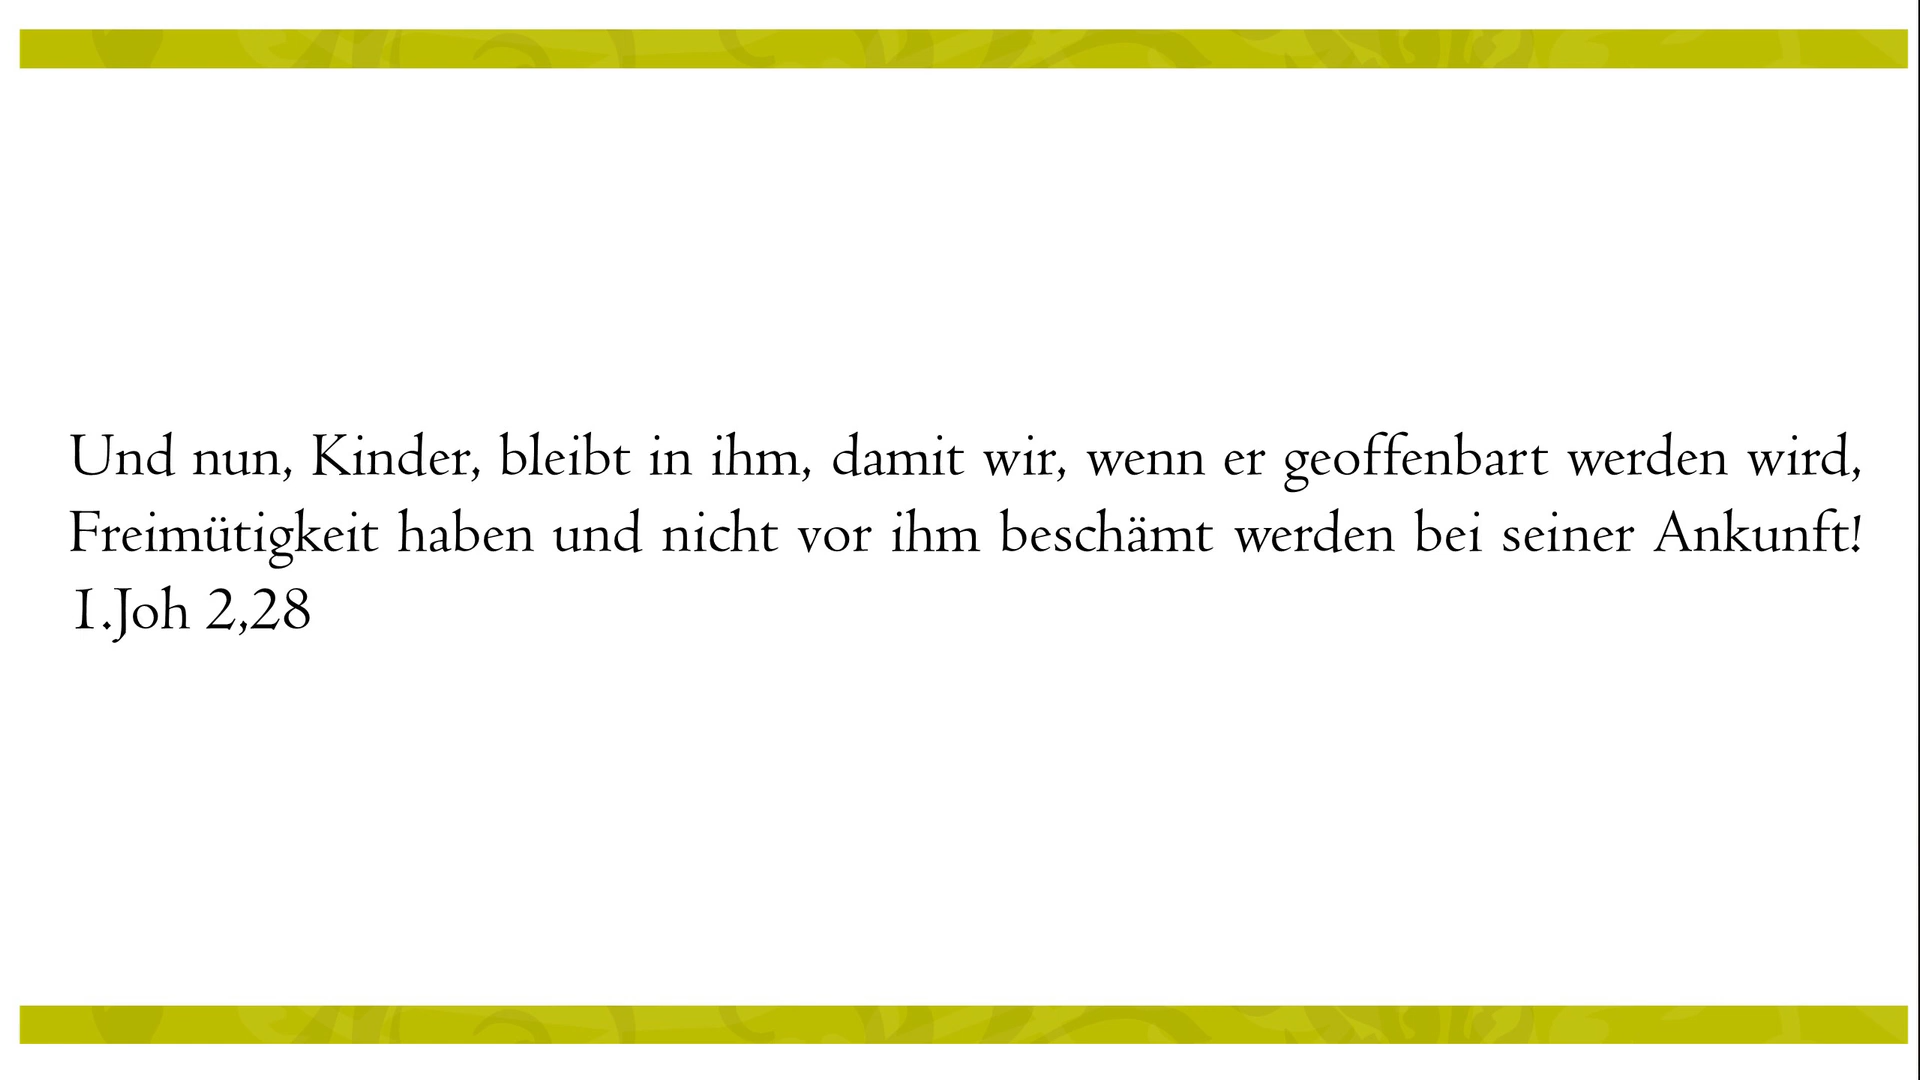 Und nun, Kinder, bleibt in ihm, damit wir, wenn er geoffenbart werden wird,
Freimütigkeit haben und nicht vor ihm beschämt werden bei seiner Ankunft!
1.Joh 2,28